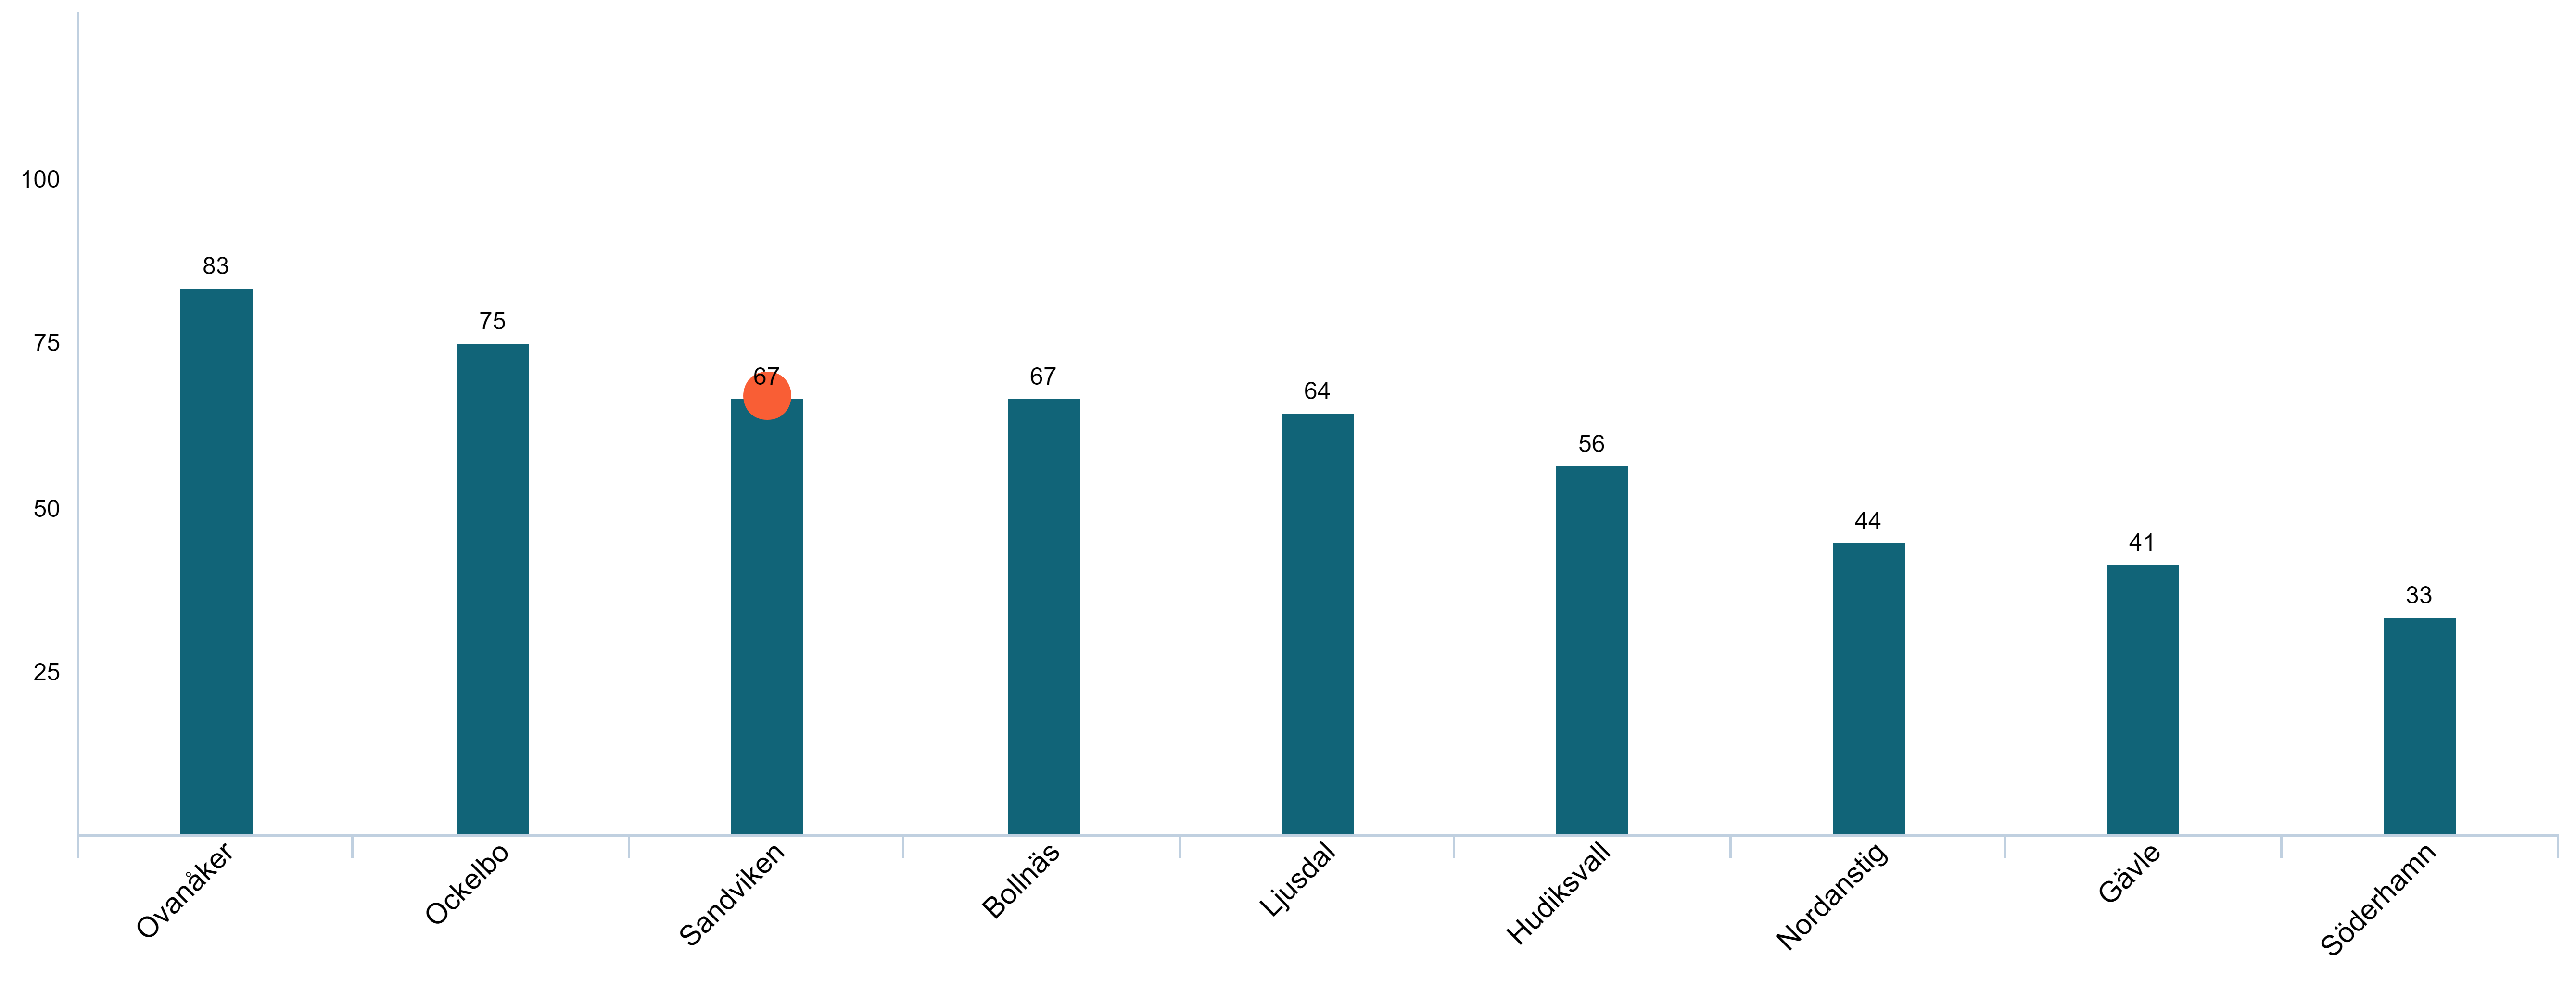 100
75
50
25
83
75
67
67
64
56
44
41
33
Ovanåker
Ockelbo
Sandviken
Bollnäs
Ljusdal
Hudiksvall
Nordanstig
Gävle
Söderhamn